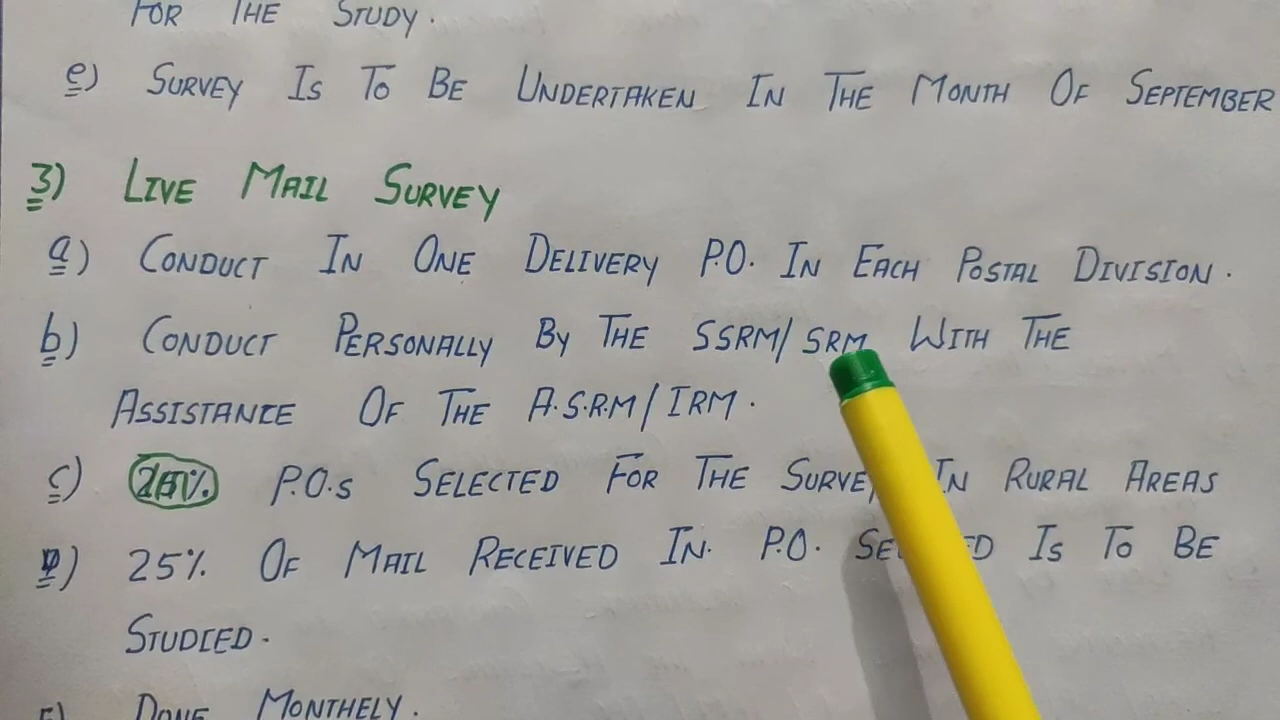 FOR THE STUDY.
e) SURVEY IS TO BE UNDERTAKEN IN THE MONTH OF SEPTEMBER
3) LIVE MAIL SURVEY
a) CONDUCT IN ONE DELIVERY P.O. IN EACH POSTAL DIVISION.
b) CONDUCT PERSONALLY BY THE SSRM/SRM WITH THE
ASSISTANCE OF THE A.S.R.M/IRM.
c) P.O.s SELECTED FOR THE SURVEY IN RURAL AREAS
D) 25% OF MAIL RECEIVED IN. P.O. SELECTED IS TO BE
STUDIED.
DONE MONTHELY.